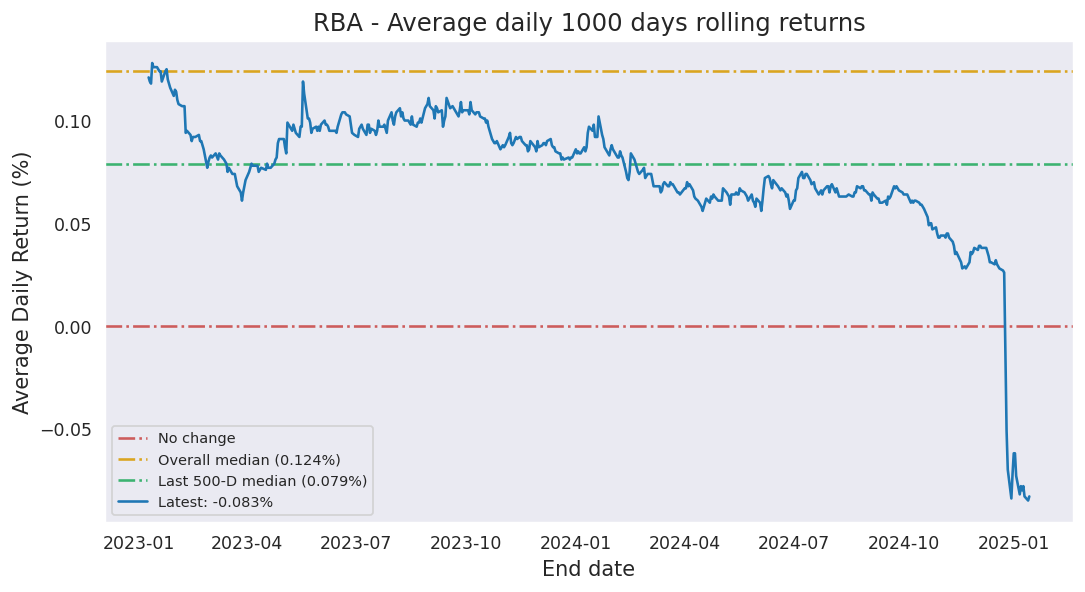 RBA - Average daily 1000 days rolling returns
Average Daily Return (%)
0.10
0.05
0.00
−0.05
No change
Overall median (0.124%)
Last 500-D median (0.079%)
Latest: -0.083%
2023-01 2023-04 2023-07 2023-10 2024-01 2024-04 2024-07 2024-10 2025-01
End date